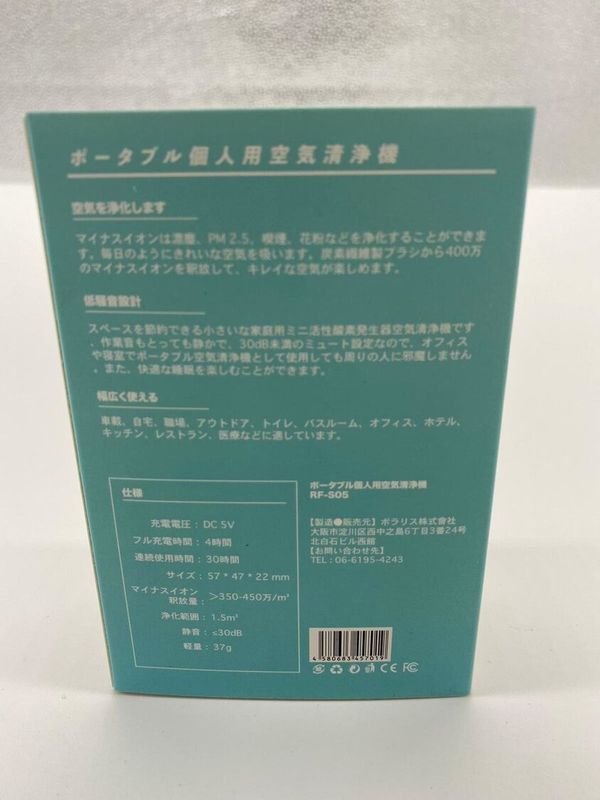 ポータブル個人用空気清浄機
空気を浄化します
マイナスイオンは濃塵、PM 2.5、喫煙、花粉などを浄化することができま
す。毎日のようにきれいな空気を吸います。炭素繊維製ブラシから400万
のマイナスイオンを釈放して、キレイな空気が楽しめます。
低騒音設計
スペースを節約できる小さいな家庭用ミニ活性酸素発生器空気清浄機です
。作業音もとっても静かで、30dB未満のミュート設定なので、オフィス
や寝室でポータブル空気清浄機として使用しても周りの人に邪魔しません
。また、快適な睡眠を楽しむことができます。
幅広く使える
車載、自宅、職場、アウトドア、トイレ、バスルーム、オフィス、ホテル、
キッチン、レストラン、医療などに適しています。
仕様
充電電圧： DC 5V
フル充電時間： 4時間
連続使用時間： 30時間
サイズ： 57 * 47 * 22 mm
マイナスイオン
釈放量： >350-450万/m³
浄化範囲： 1.5m²
静音： ≤30dB
軽量： 37g
ポータブル個人用空気清浄機
RF-S05
【製造●販売元】ポラリス株式会社
大阪市淀川区西中之島6丁目3番24号
北白石ビル西館
【お問い合わせ先】
TEL：06-6195-4243
4 580683 457019
CE FC